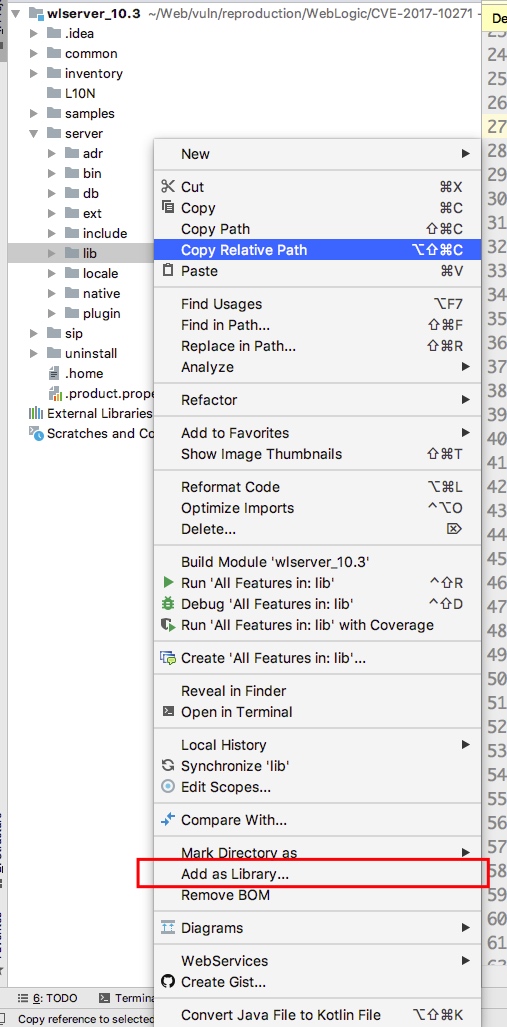 wlserver_10.3 ~/Web/vuln/reproduction/WebLogic/CVE-2017-10271
De
.idea
24
common
25
inventory
26
L10N
27
samples
28
server
29
adr
30
bin
31
db
32
ext
33
include
34
lib
35
locale
36
native
37
plugin
38
sip
39
uninstall
40
.home
41
.product.prope
42
External Libraries
43
Scratches and Co
44
New
Cut ⌘X
Copy ⌘C
Copy Path ⇧⌘C
Copy Relative Path ⌥⇧⌘C
Paste ⌘V
Find Usages ⌥F7
Find in Path... ⇧⌘F
Replace in Path... ⇧⌘R
Analyze
Refactor
Add to Favorites
Show Image Thumbnails ⇧⌘T
Reformat Code ⌥⌘L
Optimize Imports ^⌥O
Delete... ⌦
Build Module 'wlserver_10.3'
Run 'All Features in: lib' ^⇧R
Debug 'All Features in: lib' ^⇧D
Run 'All Features in: lib' with Coverage
Create 'All Features in: lib'...
Reveal in Finder
Open in Terminal
Local History
Synchronize 'lib'
Edit Scopes...
Compare With...
Mark Directory as
Add as Library...
Remove BOM
Diagrams
WebServices
Create Gist...
Convert Java File to Kotlin File ⌥⇧⌘K
45
46
47
48
49
50
51
52
53
54
55
56
57
58
59
60
61
63
6: TODO
Termina
Copy reference to selected